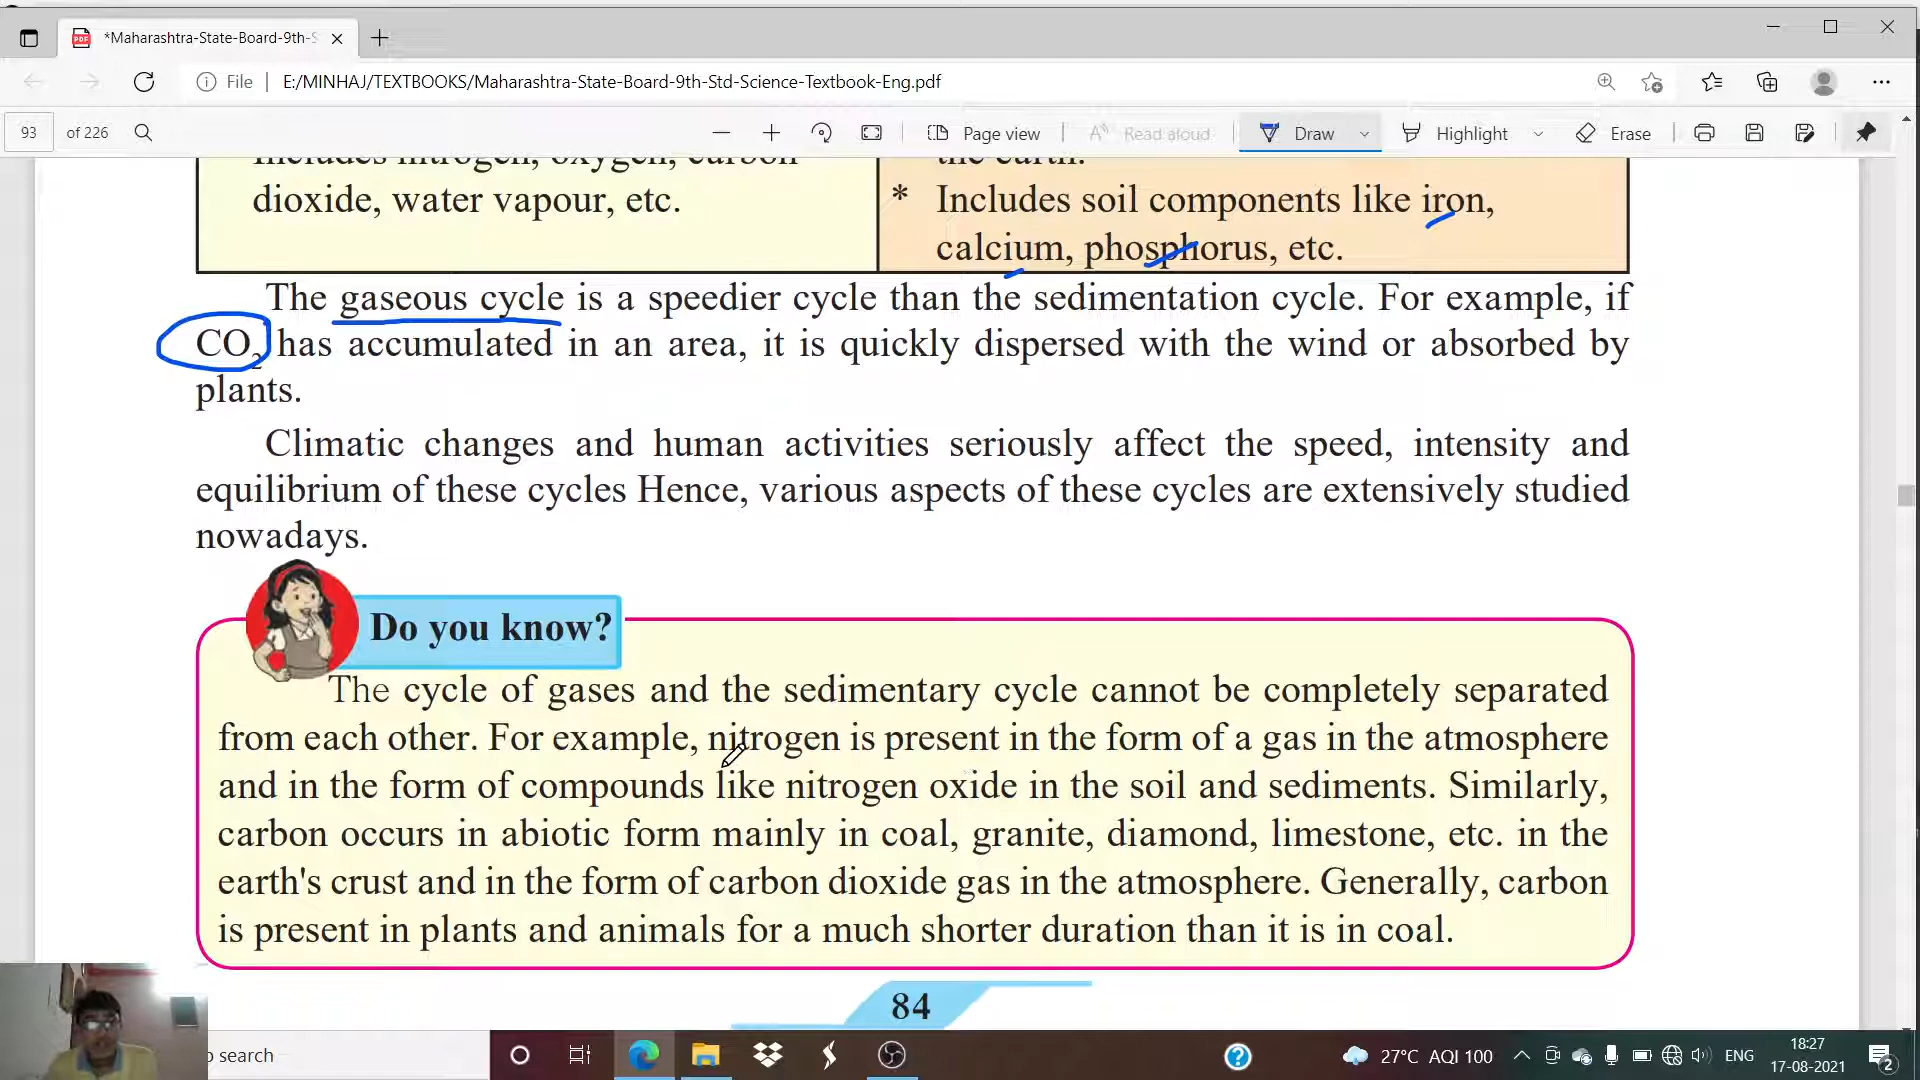 *Maharashtra-State-Board-9th-S
File E:/MINHAJ/TEXTBOOKS/Maharashtra-State-Board-9th-Std-Science-Textbook-Eng.pdf
93 of 226 Page view Read aloud Draw Highlight Erase
Includes nitrogen, oxygen, carbon
dioxide, water vapour, etc.
the earth.
* Includes soil components like iron,
calcium, phosphorus, etc.
The gaseous cycle is a speedier cycle than the sedimentation cycle. For example, if
CO2 has accumulated in an area, it is quickly dispersed with the wind or absorbed by
plants.
Climatic changes and human activities seriously affect the speed, intensity and
equilibrium of these cycles Hence, various aspects of these cycles are extensively studied
nowadays.
Do you know?
The cycle of gases and the sedimentary cycle cannot be completely separated
from each other. For example, nitrogen is present in the form of a gas in the atmosphere
and in the form of compounds like nitrogen oxide in the soil and sediments. Similarly,
carbon occurs in abiotic form mainly in coal, granite, diamond, limestone, etc. in the
earth's crust and in the form of carbon dioxide gas in the atmosphere. Generally, carbon
is present in plants and animals for a much shorter duration than it is in coal.
84
search
27°C AQI 100 ENG
18:27
17-08-2021
2